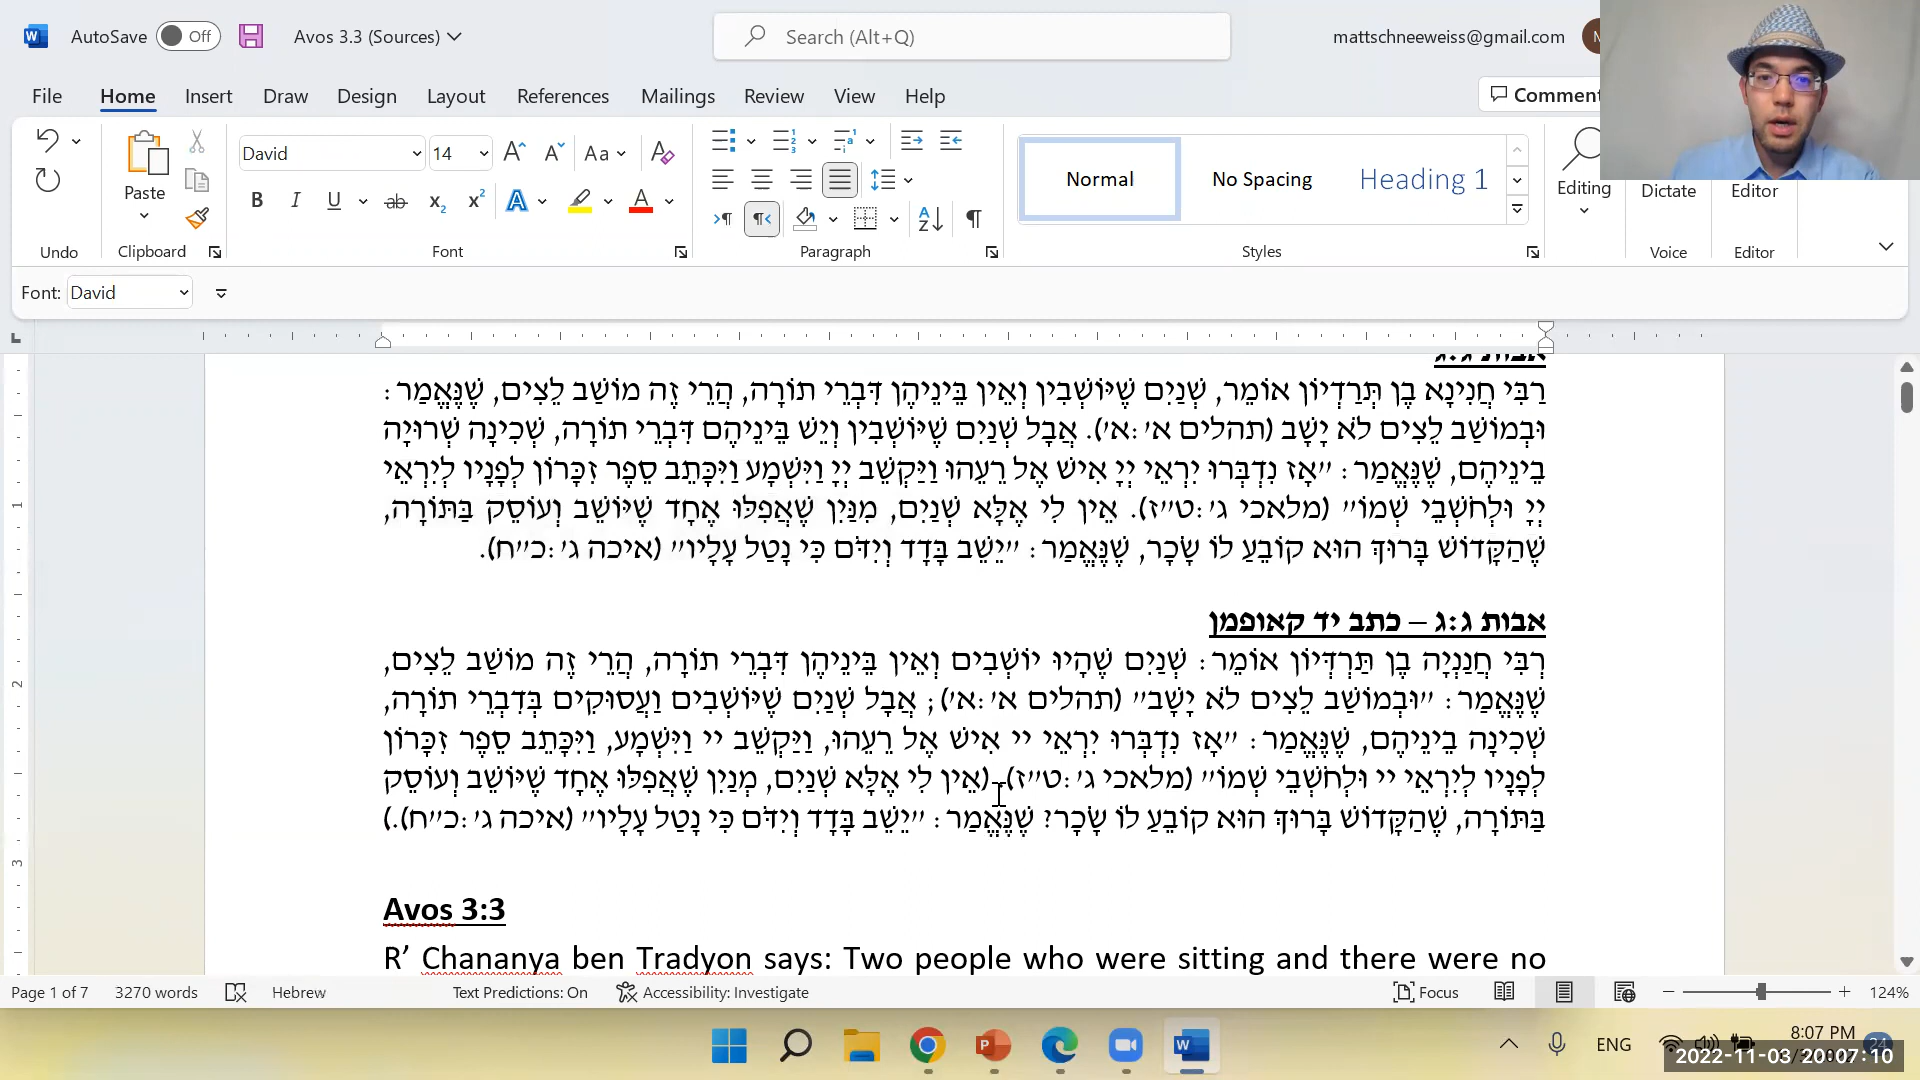 AutoSave Off Avos 3.3 (Sources) Search (Alt+Q) mattschneeweiss@gmail.com
File Home Insert Draw Design Layout References Mailings Review View Help
Undo Paste Clipboard
David 14 Aa Font
Paragraph
Normal No Spacing Heading 1 Styles
Editing Dictate Voice Editor Editor
Font: David
אבות ג:ג
רַבִּי חֲנִינָא בֶן תְּרַדְיוֹן אוֹמֵר, שְׁנַיִם שֶׁיּוֹשְׁבִין וְאֵין בֵּינֵיהֶן דִּבְרֵי תוֹרָה, הֲרֵי זֶה מוֹשַׁב לֵצִים, שֶׁנֶּאֱמַר:
וּבְמוֹשַׁב לֵצִים לֹא יָשָׁב (תהלים א׳:א׳). אֲבָל שְׁנַיִם שֶׁיּוֹשְׁבִין וְיֵשׁ בֵּינֵיהֶם דִּבְרֵי תוֹרָה, שְׁכִינָה שְׁרוּיָה
בֵינֵיהֶם, שֶׁנֶּאֱמַר: ״אָז נִדְבְּרוּ יִרְאֵי יְיָ אִישׁ אֶל רֵעֵהוּ וַיַּקְשֵׁב יְיָ וַיִּשְׁמָע וַיִּכָּתֵב סֵפֶר זִכָּרוֹן לְפָנָיו לְיִרְאֵי
יְיָ וּלְחֹשְׁבֵי שְׁמוֹ״ (מלאכי ג׳:ט״ז). אֵין לִי אֶלָּא שְׁנַיִם, מִנַּיִן שֶׁאֲפִלּוּ אֶחָד שֶׁיּוֹשֵׁב וְעוֹסֵק בַּתּוֹרָה,
שֶׁהַקָּדוֹשׁ בָּרוּךְ הוּא קוֹבֵעַ לוֹ שָׂכָר, שֶׁנֶּאֱמַר: ״יֵשֵׁב בָּדָד וְיִדֹּם כִּי נָטַל עָלָיו״ (איכה ג׳:כ״ח).
אבות ג:ג – כתב יד קאופמן
רְבִּי חֲנַנְיָה בֶן תַּרְדְּיוֹן אוֹמֵר: שְׁנַיִם שֶׁהָיוּ יוֹשְׁבִים וְאֵין בֵּינֵיהֶן דִּבְרֵי תוֹרָה, הֲרֵי זֶה מוֹשַׁב לֵצִים,
שֶׁנֶּאֱמַר: ״וּבְמוֹשַׁב לֵצִים לֹא יָשָׁב״ (תהלים א׳:א׳); אֲבָל שְׁנַיִם שֶׁיּוֹשְׁבִים וַעֲסוּקִים בְּדִבְרֵי תוֹרָה,
שְׁכִינָה בֵינֵיהֶם, שֶׁנֶּאֱמַר: ״אָז נִדְבְּרוּ יִרְאֵי יי אִישׁ אֶל רֵעֵהוּ, וַיַּקְשֵׁב יי וַיִּשְׁמָע, וַיִּכָּתֵב סֵפֶר זִכָּרוֹן
לְפָנָיו לְיִרְאֵי יי וּלְחֹשְׁבֵי שְׁמוֹ״ (מלאכי ג׳:ט״ז). (אֵין לִי אֶלָּא שְׁנַיִם, מְנַיִן שֶׁאֲפִלּוּ אֶחָד שֶׁיּוֹשֵׁב וְעוֹסֵק
בַּתּוֹרָה, שֶׁהַקָּדוֹשׁ בָּרוּךְ הוּא קוֹבֵעַ לוֹ שָׂכָר? שֶׁנֶּאֱמַר: ״יֵשֵׁב בָּדָד וְיִדֹּם כִּי נָטַל עָלָיו״ (איכה ג׳:כ״ח).)
Avos 3:3
R’ Chananya ben Tradyon says: Two people who were sitting and there were no
Page 1 of 7 3270 words Hebrew Text Predictions: On Accessibility: Investigate Focus 124%
ENG 8:07 PM 24
2022-11-03 20:07:10